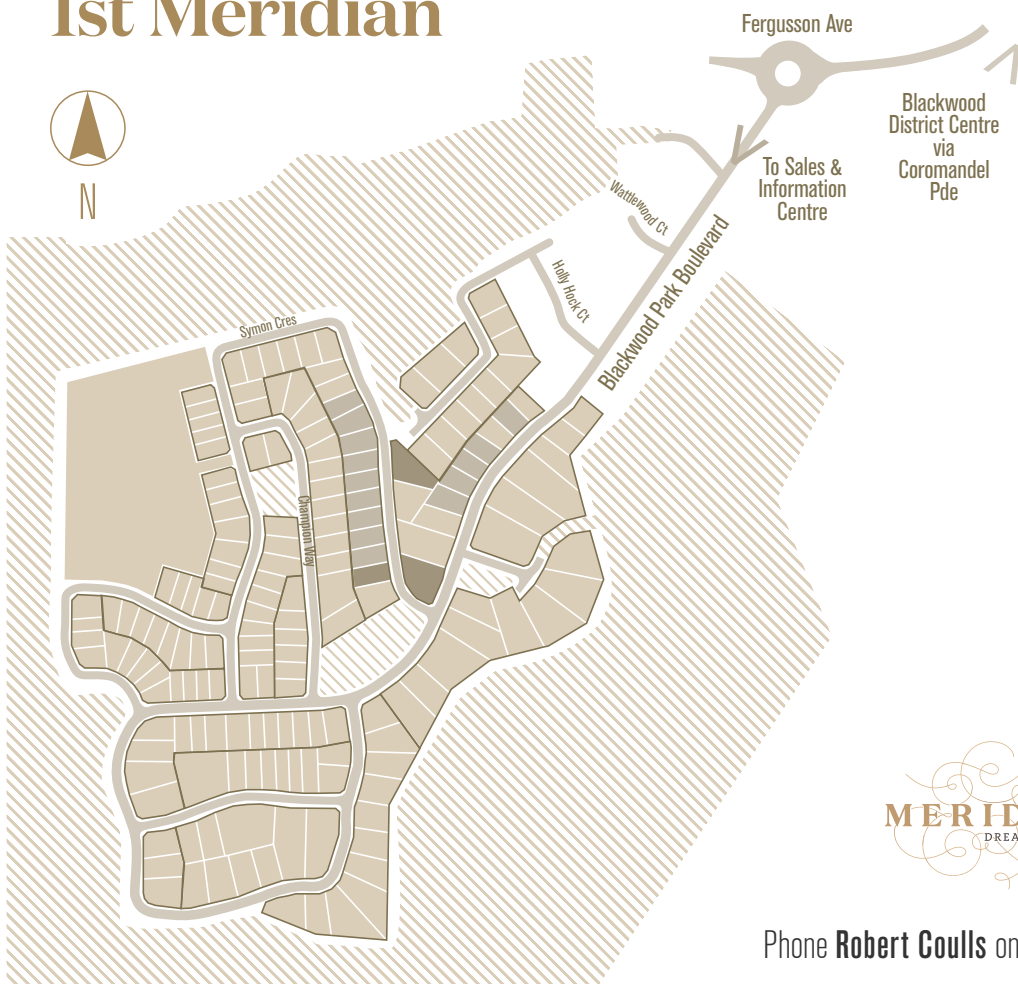 1st Meridian
Fergusson Ave
Blackwood
District Centre
via
Coromandel
Pde
To Sales &
Information
Centre
N
Wattlewood Ct
Holly Hock Ct
Blackwood Park Boulevard
Symon Cres
Champion Way
MERID
DREA
Phone Robert Coulls on